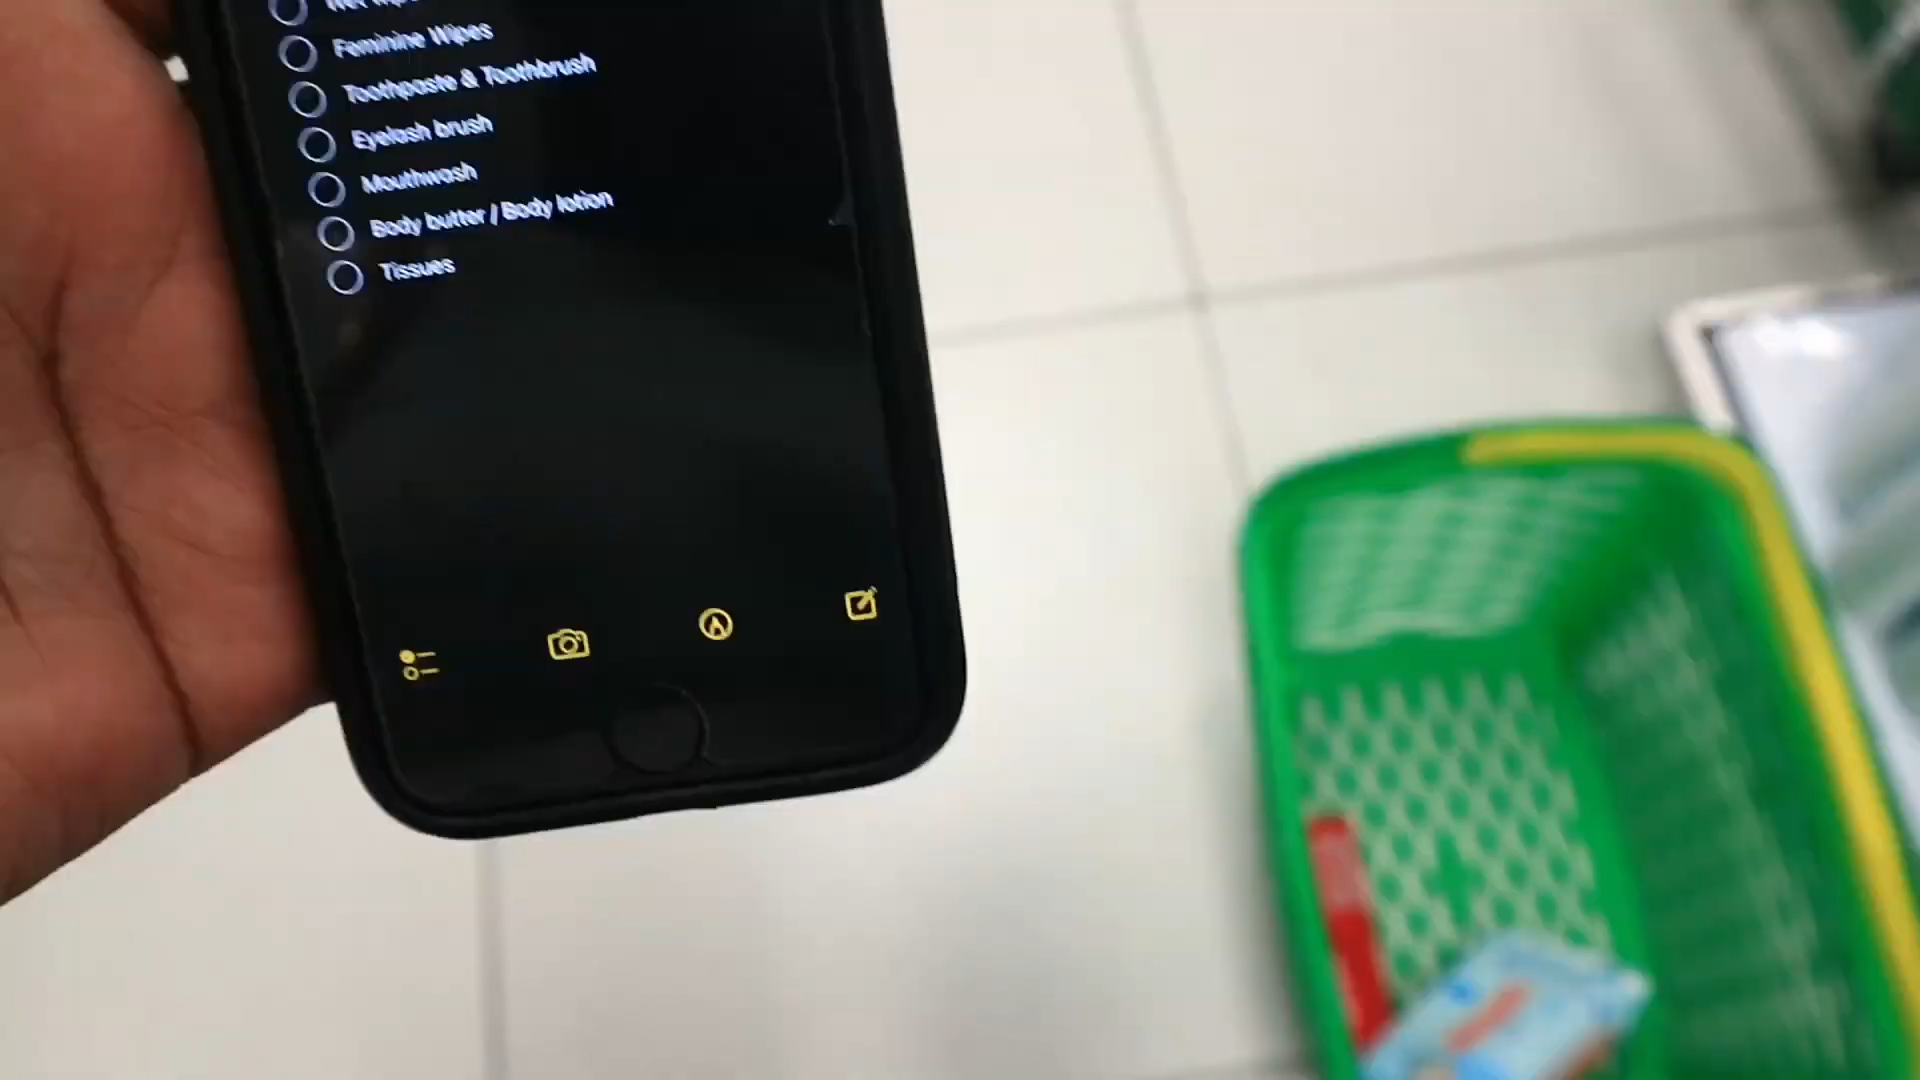 Feminine Wipes
Toothpaste & Toothbrush
Eyelash brush
Mouthwash
Body butter / Body lotion
Tissues